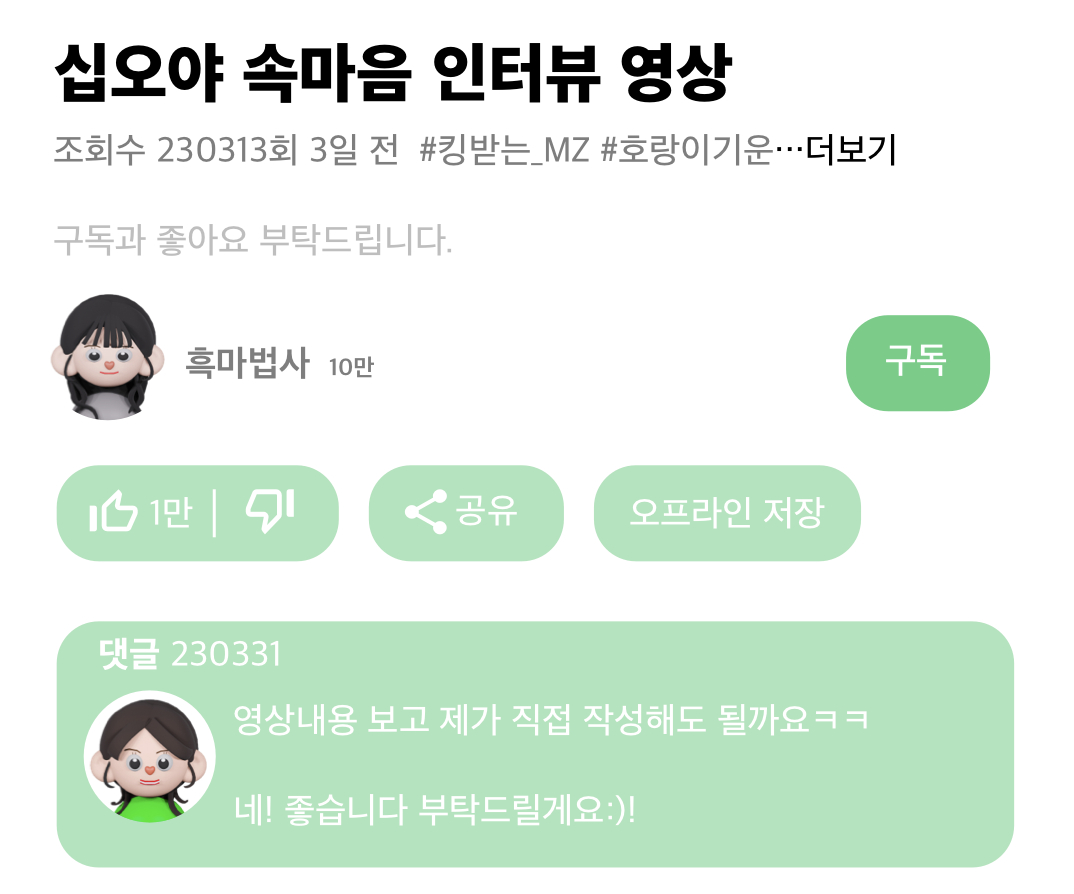 십오야 속마음 인터뷰 영상
조회수 230313회 3일 전 #킹받는_MZ #호랑이기운…더보기
구독과 좋아요 부탁드립니다.
흑마법사 10만
구독
1만
공유
오프라인 저장
댓글 230331
영상내용 보고 제가 직접 작성해도 될까요ㅋㅋ
네! 좋습니다 부탁드릴게요:)!